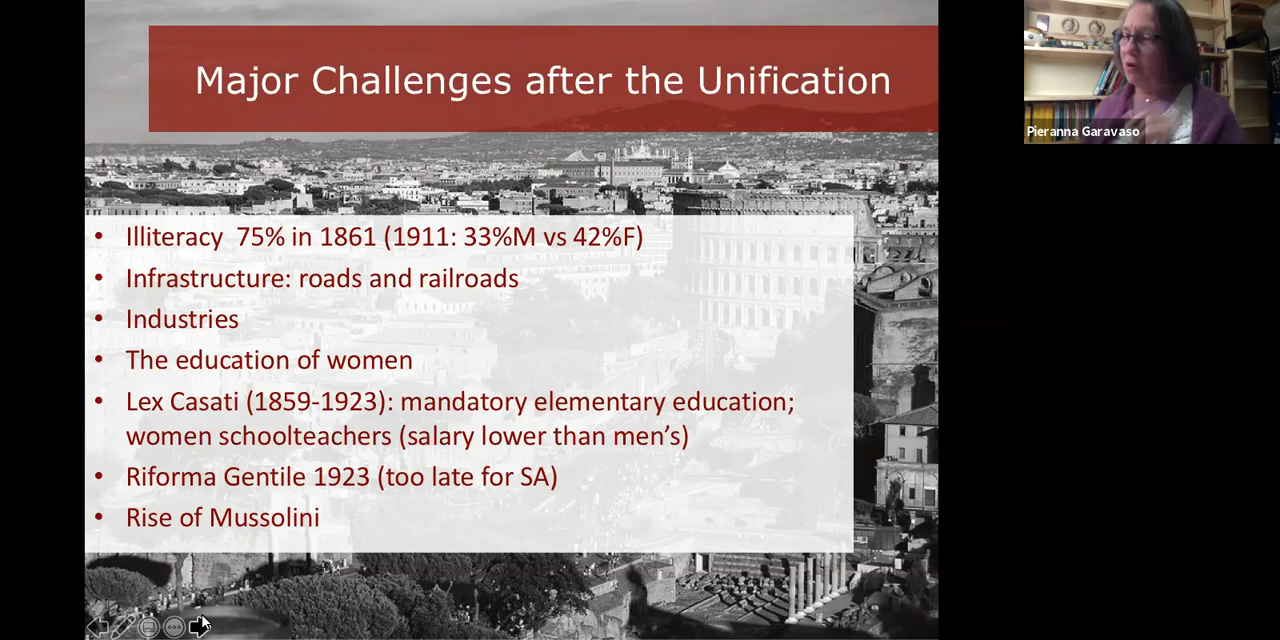 Major Challenges after the Unification
Pieranna Garavaso
• Illiteracy  75% in 1861 (1911: 33%M vs 42%F)
• Infrastructure: roads and railroads
• Industries
• The education of women
• Lex Casati (1859-1923): mandatory elementary education;
women schoolteachers (salary lower than men’s)
• Riforma Gentile 1923 (too late for SA)
• Rise of Mussolini